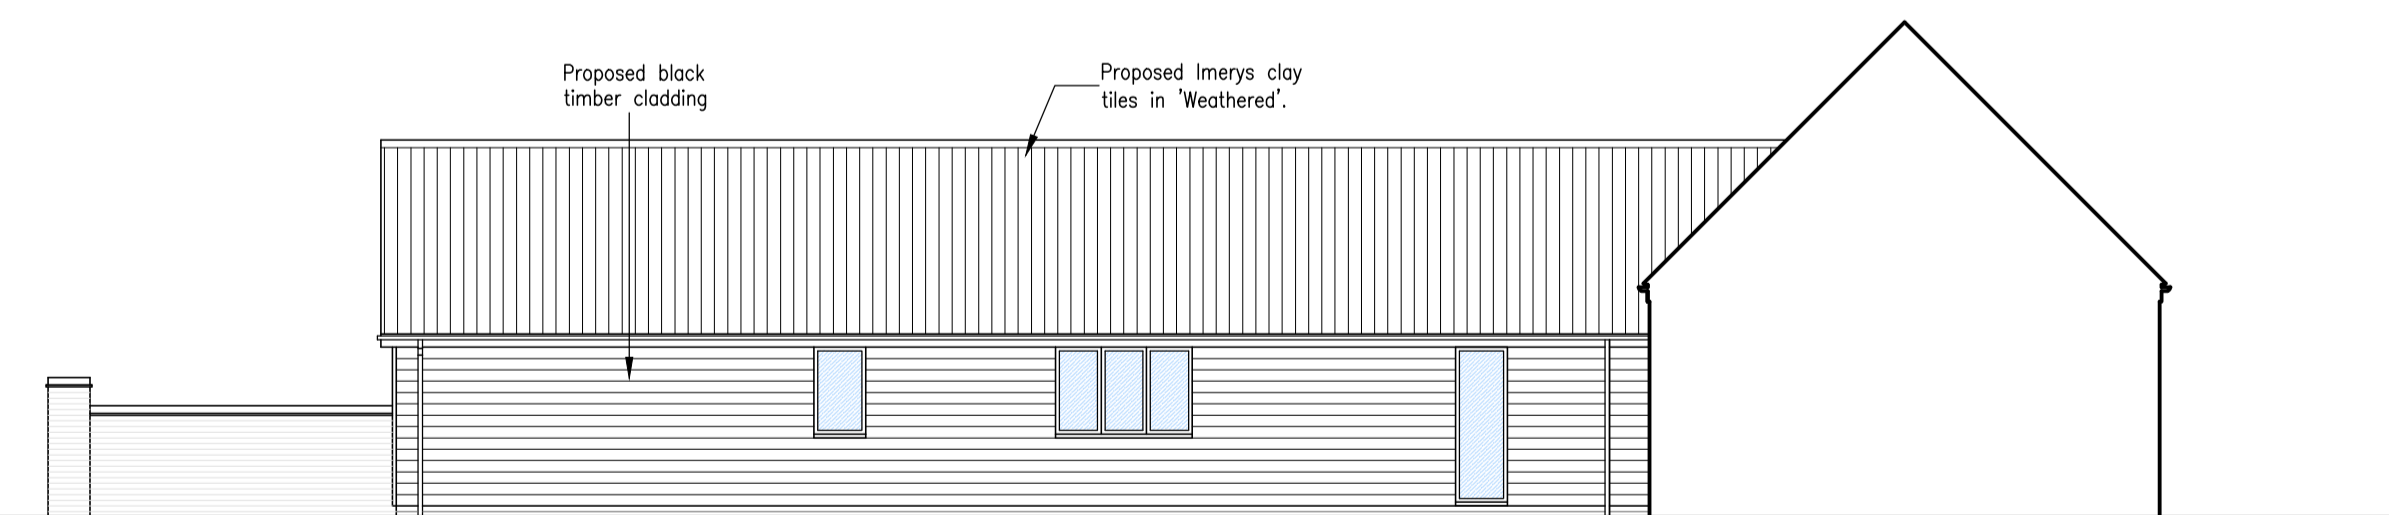 Proposed black
timber cladding
Proposed Imerys clay
tiles in 'Weathered'.